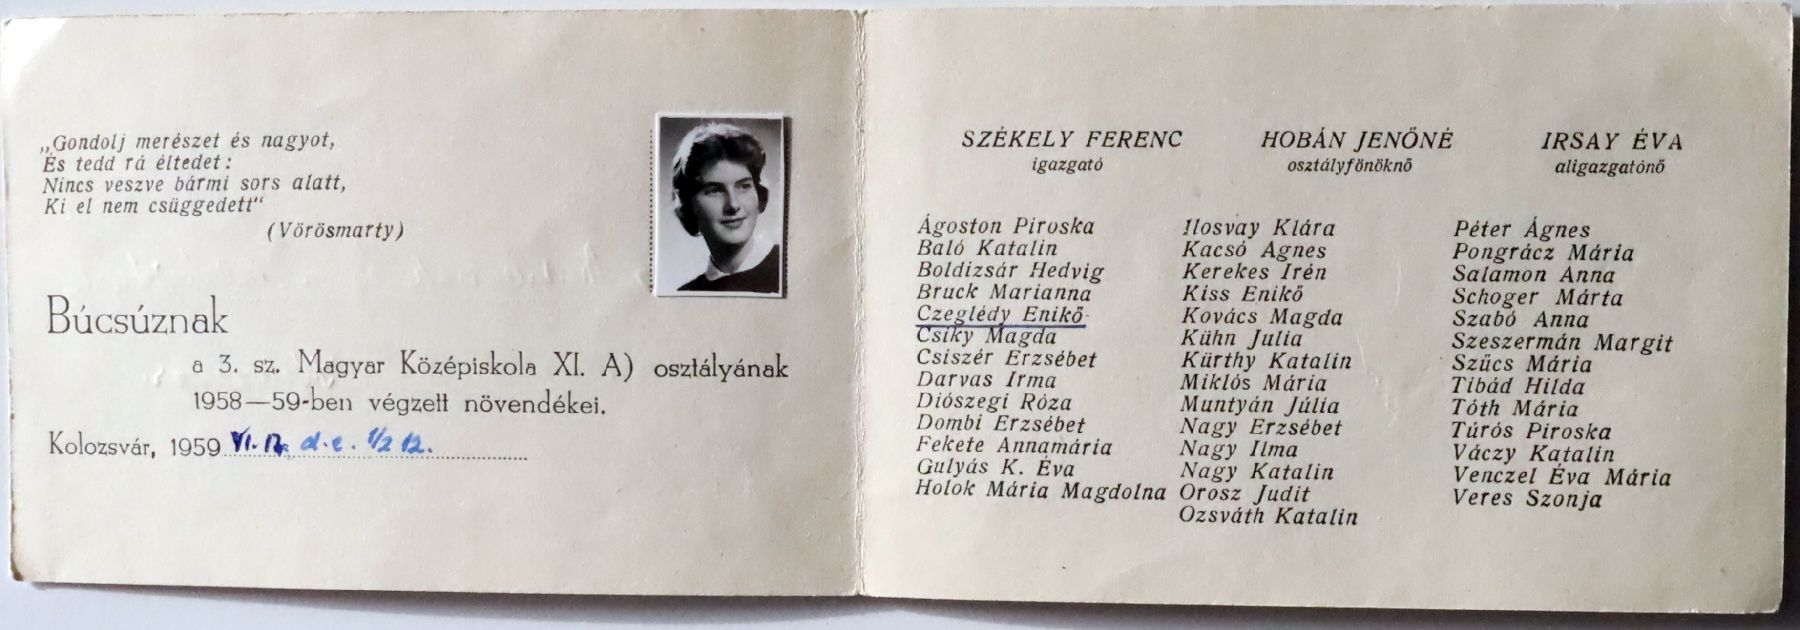 „Gondolj merészet és nagyot,
És tedd rá éltedet:
Nincs veszve bármi sors alatt,
Ki el nem csüggedett“
(Vörösmarty)
Búcsúznak
a 3. sz. Magyar Középiskola XI. A) osztályának
1958—59-ben végzett növendékei.
Kolozsvár, 1959 VI. 12. d.e. 1/2 12.
SZÉKELY FERENC
igazgató
HOBÁN JENŐNÉ
osztályfönöknő
IRSAY ÉVA
aligazgatónő
Ágoston Piroska
Baló Katalin
Boldizsár Hedvig
Bruck Marianna
Czeglédy Enikő
Csiky Magda
Csiszér Erzsébet
Darvas Irma
Diószegi Róza
Dombi Erzsébet
Fekete Annamária
Gulyás K. Éva
Holok Mária Magdolna
Ilosvay Klára
Kacsó Agnes
Kerekes Irén
Kiss Enikő
Kovács Magda
Kühn Julia
Kürthy Katalin
Miklós Mária
Muntyán Júlia
Nagy Erzsébet
Nagy Ilma
Nagy Katalin
Orosz Judit
Ozsváth Katalin
Péter Ágnes
Pongrácz Mária
Salamon Anna
Schoger Márta
Szabó Anna
Szeszermán Margit
Szűcs Mária
Tibád Hilda
Tóth Mária
Túrós Piroska
Váczy Katalin
Venczel Éva Mária
Veres Szonja